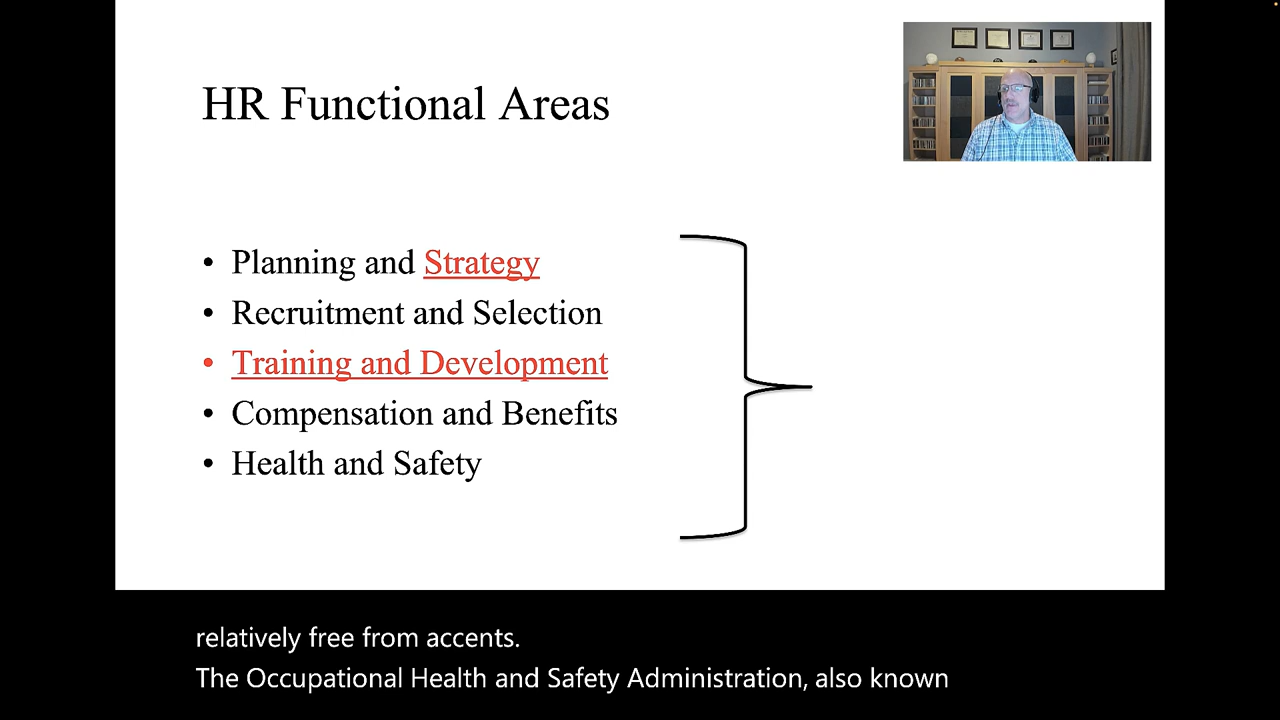 HR Functional Areas
• Planning and Strategy
• Recruitment and Selection
• Training and Development
• Compensation and Benefits
• Health and Safety
relatively free from accents.
The Occupational Health and Safety Administration, also known